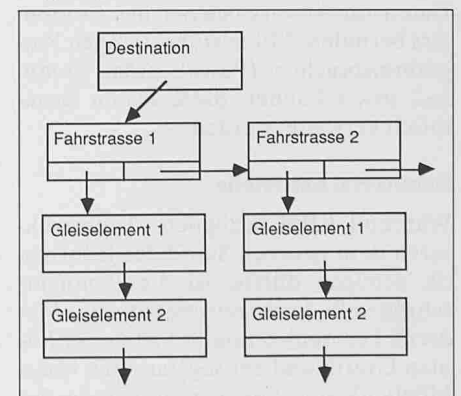 Destination
Fahrstrasse 1
Fahrstrasse 2
Gleiselement 1
Gleiselement 1
Gleiselement 2
Gleiselement 2